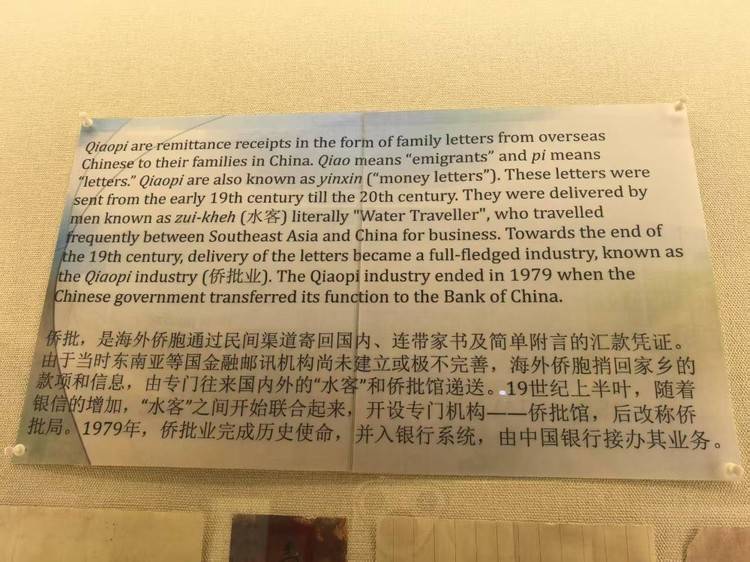 Qiaopi are remittance receipts in the form of family letters from overseas
Chinese to their families in China. Qiao means “emigrants” and pi means
“letters.” Qiaopi are also known as yinxin (“money letters”). These letters were
sent from the early 19th century till the 20th century. They were delivered by
men known as zui-kheh (水客) literally "Water Traveller", who travelled
frequently between Southeast Asia and China for business. Towards the end of
the 19th century, delivery of the letters became a full-fledged industry, known as
the Qiaopi industry (侨批业). The Qiaopi industry ended in 1979 when the
Chinese government transferred its function to the Bank of China.
侨批，是海外侨胞通过民间渠道寄回国内、连带家书及简单附言的汇款凭证。
由于当时东南亚等国金融邮讯机构尚未建立或极不完善，海外侨胞捎回家乡的
款项和信息，由专门往来国内外的“水客”和侨批馆递送。19世纪上半叶，随着
银信的增加，“水客”之间开始联合起来，开设专门机构——侨批馆，后改称侨
批局。1979年，侨批业完成历史使命，并入银行系统，由中国银行接办其业务。